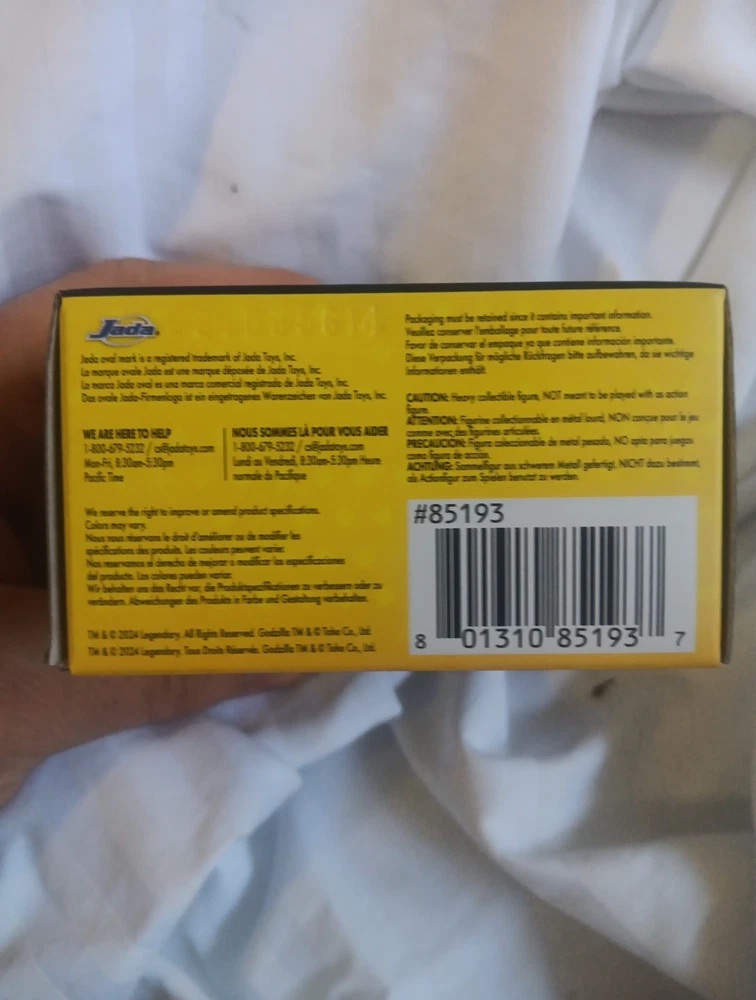 Jada
Jada oval mark is a registered trademark of Jada Toys, Inc.
La marque ovale Jada est une marque déposée de Jada Toys, Inc.
La marca Jada oval es una marca comercial registrada de Jada Toys, Inc.
Das ovale Jada-Firmenlogo ist ein eingetragenes Warenzeichen von Jada Toys, Inc.
WE ARE HERE TO HELP
1-800-679-5232 / cs@jadatoys.com
Mon-Fri, 8:30am-5:30pm
Pacific Time
NOUS SOMMES LÀ POUR VOUS AIDER
1-800-679-5232 / cs@jadatoys.com
Lundi au Vendredi, 8:30am-5:30pm Heure
normale du Pacifique
We reserve the right to improve or amend product specifications.
Colors may vary.
Nous nous réservons le droit d'améliorer ou de modifier les
spécifications des produits. Les couleurs peuvent varier.
Nos reservamos el derecho de mejorar o modificar las especificaciones
del producto. Los colores pueden variar.
Wir behalten uns das Recht vor, die Produktspezifikationen zu verbessern oder zu
verändern. Abweichungen des Produkts in Farbe und Gestaltung vorbehalten.
TM & © 2024 Legendary. All Rights Reserved. Godzilla TM & © Toho Co., Ltd.
TM & © 2024 Legendary. Tous Droits Réservés. Godzilla TM & © Toho Co., Ltd.
Packaging must be retained since it contains important information.
Veuillez conserver l'emballage pour toute future référence.
Favor de conservar el empaque ya que contiene información importante.
Diese Verpackung für mögliche Rückfragen bitte aufbewahren, da sie wichtige
Informationen enthält.
CAUTION: Heavy collectible figure, NOT meant to be played with as action
figure.
ATTENTION: Figurine collectionnable en métal lourd, NON conçue pour le jeu
comme avec des figurines articulées.
PRECAUCIÓN: Figura coleccionable de metal pesada, NO apta para juegos
como figura de acción.
ACHTUNG: Sammelfigur aus schwerem Metall gefertigt, NICHT dazu bestimmt,
als Actionfigur zum Spielen benutzt zu werden.
#85193
8 01310 85193 7